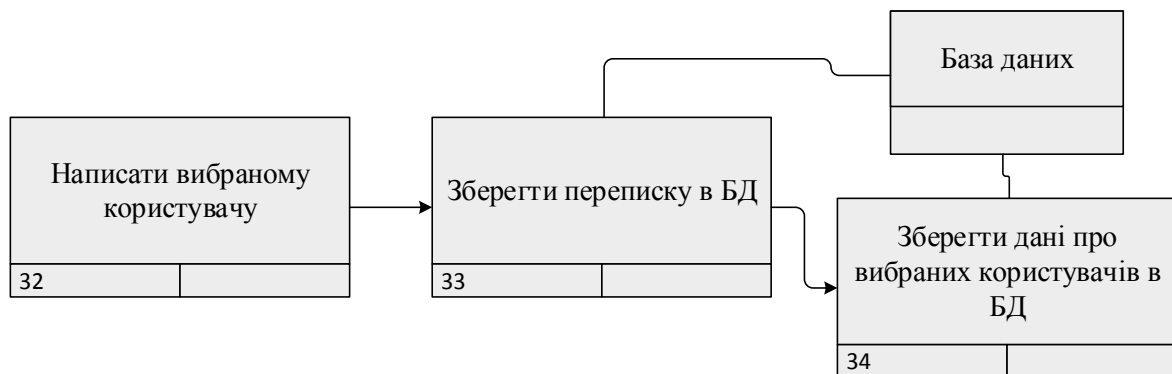 База даних
Написати вибраному
користувачу
32
Зберегти переписку в БД
33
Зберегти дані про
вибраних користувачів в
БД
34